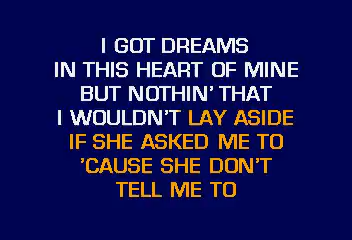 I GOT DREAMS
IN THIS HEART OF MINE
BUT NOTHIN' THAT
I WOULDN'T LAY ASIDE
IF SHE ASKED ME TO
'CAUSE SHE DON'T
TELL ME TO